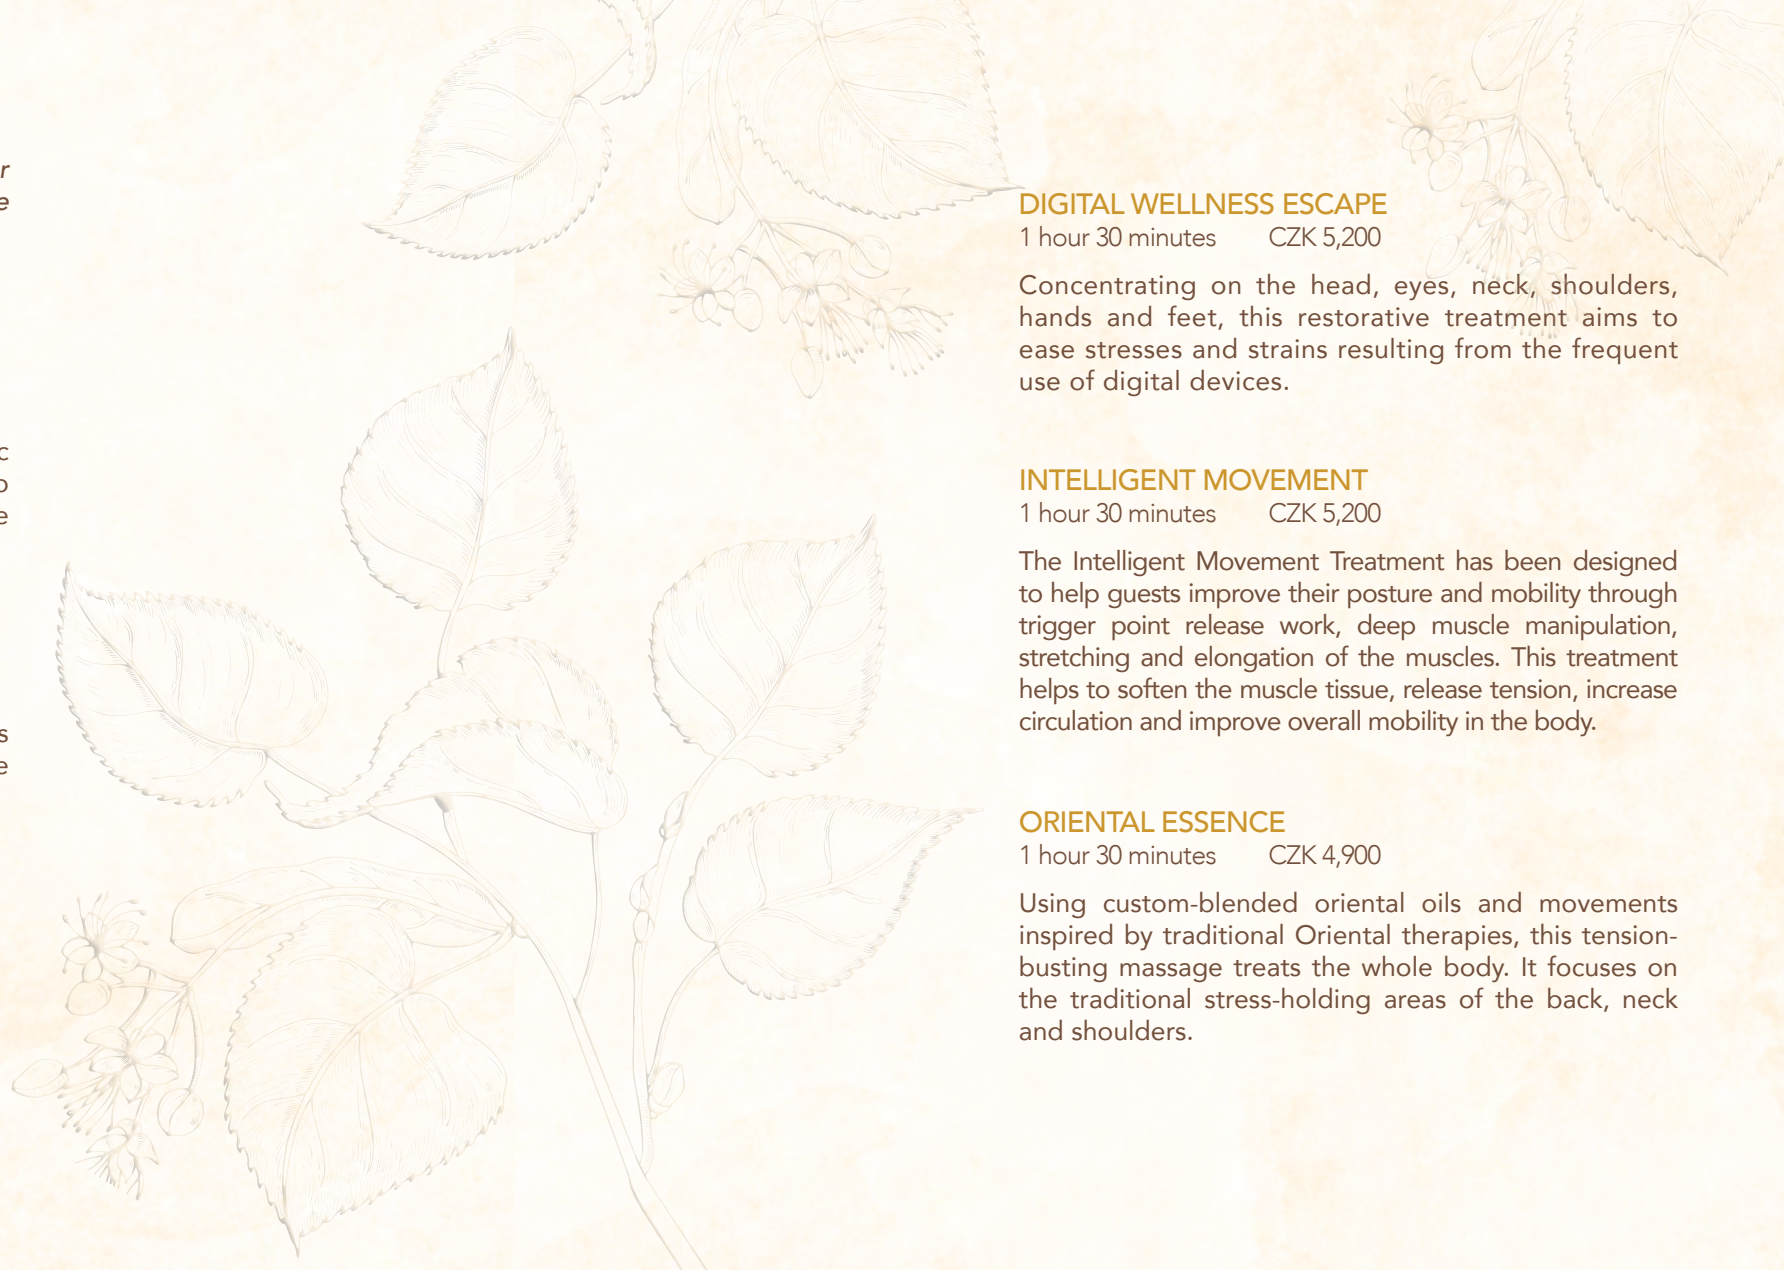 r
e
c
o
e
s
e
DIGITAL WELLNESS ESCAPE
1 hour 30 minutes CZK 5,200
Concentrating on the head, eyes, neck, shoulders,
hands and feet, this restorative treatment aims to
ease stresses and strains resulting from the frequent
use of digital devices.
INTELLIGENT MOVEMENT
1 hour 30 minutes CZK 5,200
The Intelligent Movement Treatment has been designed
to help guests improve their posture and mobility through
trigger point release work, deep muscle manipulation,
stretching and elongation of the muscles. This treatment
helps to soften the muscle tissue, release tension, increase
circulation and improve overall mobility in the body.
ORIENTAL ESSENCE
1 hour 30 minutes CZK 4,900
Using custom-blended oriental oils and movements
inspired by traditional Oriental therapies, this tension-
busting massage treats the whole body. It focuses on
the traditional stress-holding areas of the back, neck
and shoulders.